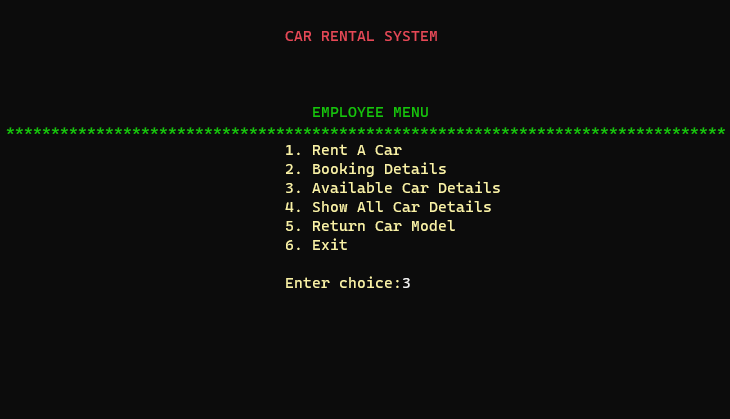 CAR RENTAL SYSTEM
EMPLOYEE MENU
********************************************************************************
1. Rent A Car
2. Booking Details
3. Available Car Details
4. Show All Car Details
5. Return Car Model
6. Exit
Enter choice:3